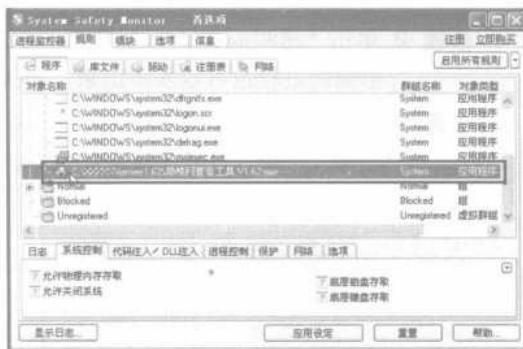 System Safety Monitor — 首选项
进程监控器 规则 模块 选项 信息 注册 立即购买
程序 库文件 驱动 注册表 网络 启用所有规则
对象名称 群组名称 对象类型
C:\WINDOWS\system32\dfrgntfs.exe System 应用程序
C:\WINDOWS\system32\logon.scr System 应用程序
C:\WINDOWS\system32\logonui.exe System 应用程序
C:\WINDOWS\system32\defrag.exe System 应用程序
C:\WINDOWS\system32\msiexec.exe System 应用程序
System 应用程序
Normal Normal 组
Blocked Blocked 组
Unregistered Unregistered 虚拟群组
日志 系统控制 代码注入/DLL注入 进程控制 保护 网络 选项
允许物理内存存取 底层磁盘存取
允许关闭系统 底层键盘存取
显示日志... 应用设定 重置 帮助...